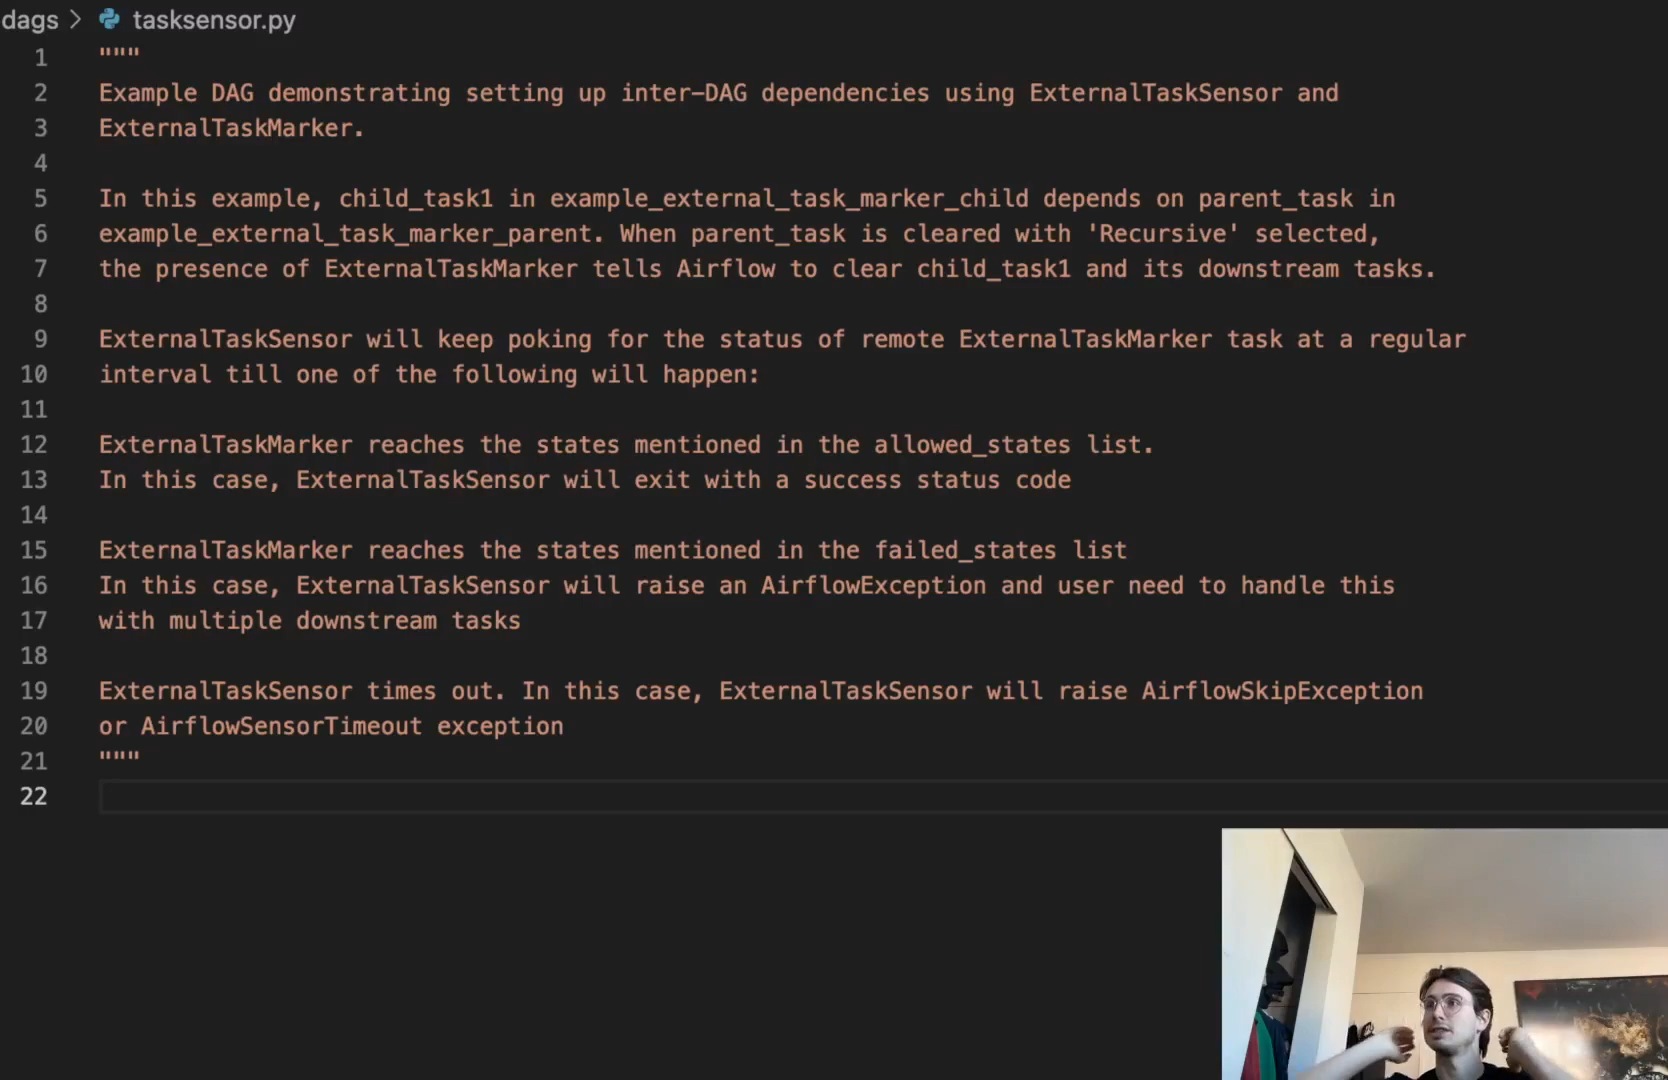 dags > tasksensor.py
1 """
2 Example DAG demonstrating setting up inter-DAG dependencies using ExternalTaskSensor and
3 ExternalTaskMarker.
4
5 In this example, child_task1 in example_external_task_marker_child depends on parent_task in
6 example_external_task_marker_parent. When parent_task is cleared with 'Recursive' selected,
7 the presence of ExternalTaskMarker tells Airflow to clear child_task1 and its downstream tasks.
8
9 ExternalTaskSensor will keep poking for the status of remote ExternalTaskMarker task at a regular
10 interval till one of the following will happen:
11
12 ExternalTaskMarker reaches the states mentioned in the allowed_states list.
13 In this case, ExternalTaskSensor will exit with a success status code
14
15 ExternalTaskMarker reaches the states mentioned in the failed_states list
16 In this case, ExternalTaskSensor will raise an AirflowException and user need to handle this
17 with multiple downstream tasks
18
19 ExternalTaskSensor times out. In this case, ExternalTaskSensor will raise AirflowSkipException
20 or AirflowSensorTimeout exception
21 """
22